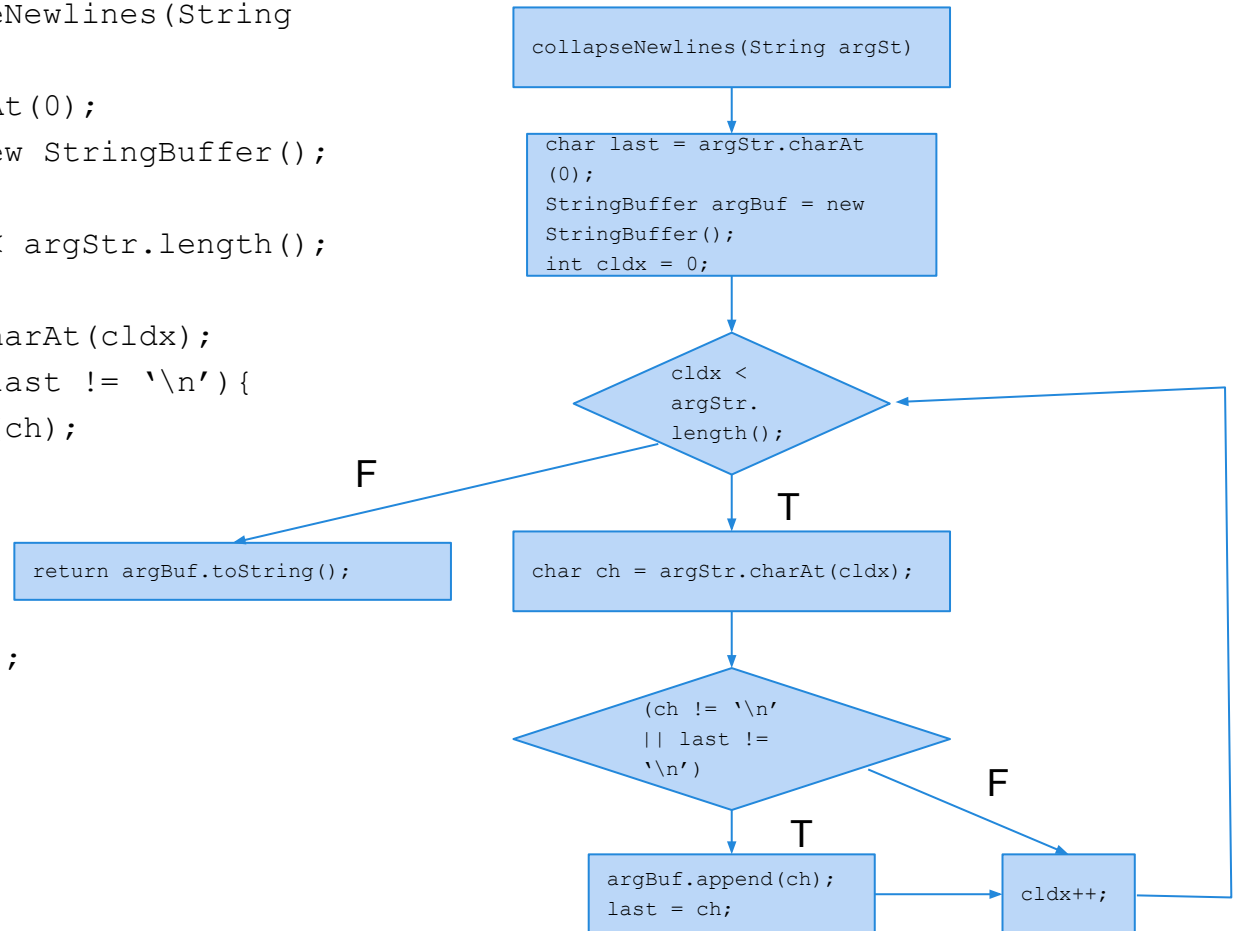 eNewlines(String
At(0);
ew StringBuffer();
argStr.length();
harAt(cldx);
last != ‘\n’){
ch);
;
collapseNewlines(String argSt)
char last = argStr.charAt
(0);
StringBuffer argBuf = new
StringBuffer();
int cldx = 0;
cldx <
argStr.
length();
F
T
return argBuf.toString();
char ch = argStr.charAt(cldx);
(ch != ‘\n’
|| last !=
‘\n’)
F
T
argBuf.append(ch);
last = ch;
cldx++;